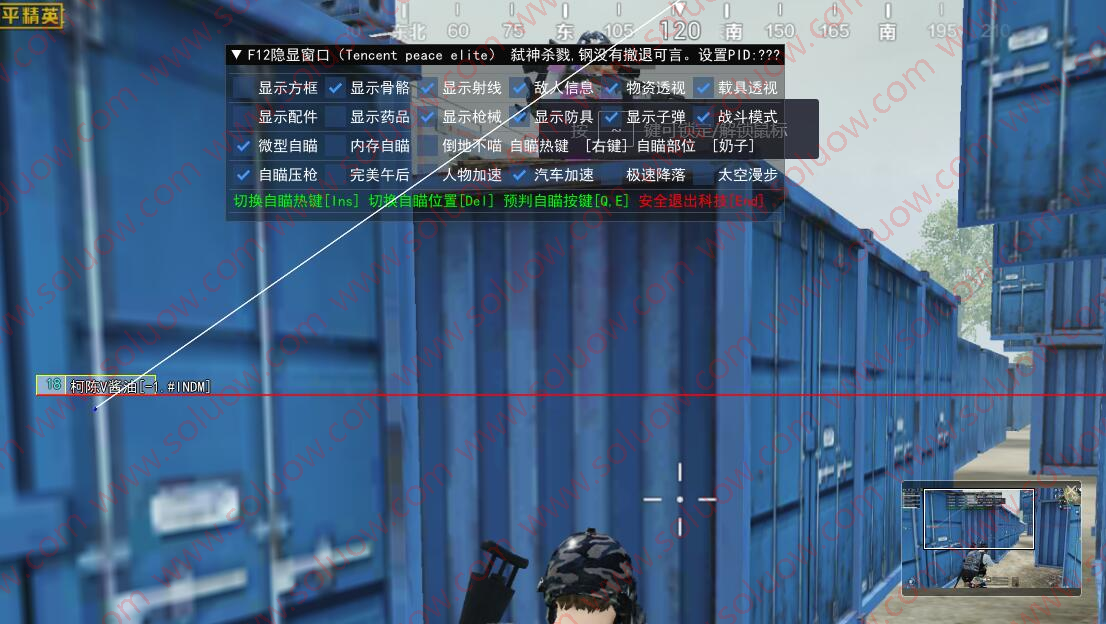 平精英
东北 60 75 东 105 120 南 150 165 南 195 210
▼ F12隐显窗口 (Tencent peace elite) 弑神杀戮,钢没有撤退可言。设置PID:???
显示方框 显示骨骼 显示射线 敌人信息 物资透视 载具透视
显示配件 显示药品 显示枪械 显示防具 显示子弹 战斗模式
按 ~ 键可锁定/解锁鼠标
微型自瞄 内存自瞄 倒地不瞄 自瞄热键 [右键] 自瞄部位 [奶子]
自瞄压枪 完美午后 人物加速 汽车加速 极速降落 太空漫步
切换自瞄热键[Ins] 切换自瞄位置[Del] 预判自瞄按键[Q,E] 安全退出科技[End]
18 柯陈V酱油[-1.#INDM]
www.soluow.com